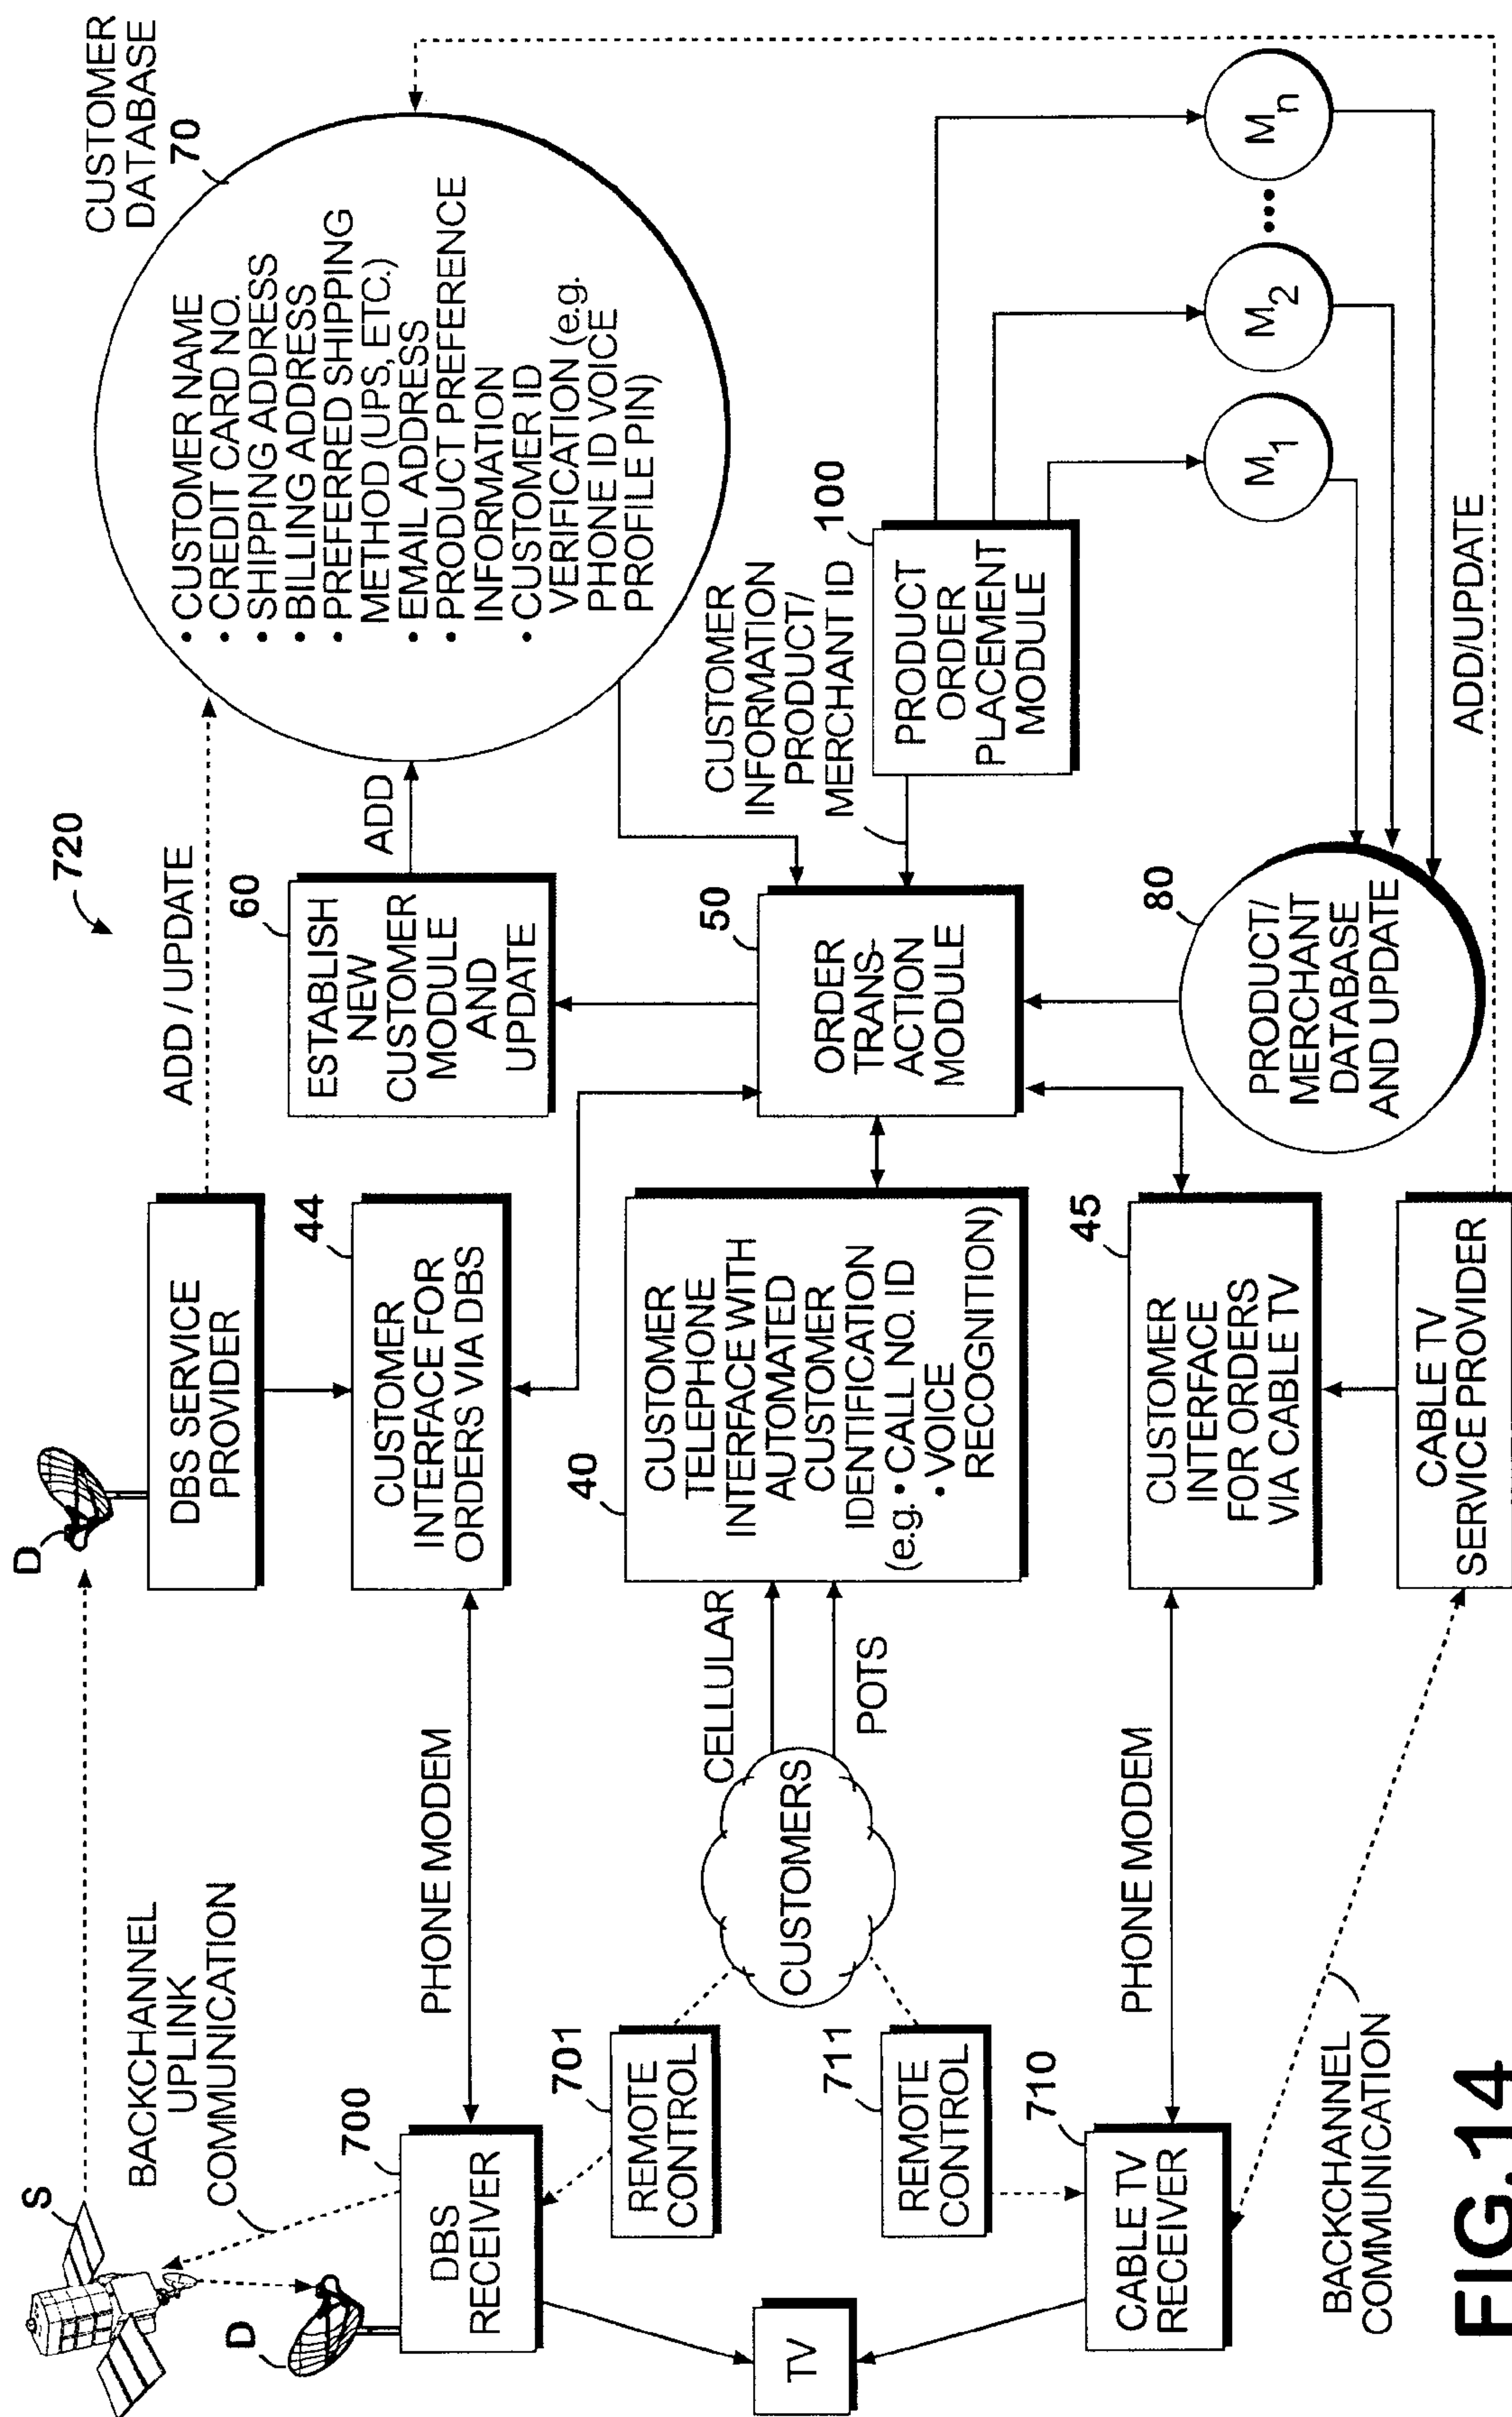 720
S
BACKCHANNEL
UPLINK
COMMUNICATION
D
700
DBS
RECEIVER
PHONE MODEM
D
DBS SERVICE
PROVIDER
ADD / UPDATE
44
CUSTOMER
INTERFACE FOR
ORDERS VIA DBS
60
ESTABLISH
NEW
CUSTOMER
MODULE
AND
UPDATE
ADD
CUSTOMER
DATABASE
70
• CUSTOMER NAME
• CREDIT CARD NO.
• SHIPPING ADDRESS
• BILLING ADDRESS
• PREFERRED SHIPPING
METHOD (UPS, ETC.)
• EMAIL ADDRESS
• PRODUCT PREFERENCE
INFORMATION
• CUSTOMER ID
VERIFICATION (e.g.
PHONE ID VOICE
PROFILE PIN)
701
REMOTE
CONTROL
TV
CUSTOMERS
CELLULAR
POTS
40
CUSTOMER
TELEPHONE
INTERFACE WITH
AUTOMATED
CUSTOMER
IDENTIFICATION
(e.g. • CALL NO. ID
• VOICE
RECOGNITION)
50
ORDER
TRANS-
ACTION
MODULE
CUSTOMER
INFORMATION
PRODUCT/
MERCHANT ID
100
PRODUCT
ORDER
PLACEMENT
MODULE
711
REMOTE
CONTROL
710
CABLE TV
RECEIVER
PHONE MODEM
45
CUSTOMER
INTERFACE
FOR ORDERS
VIA CABLE TV
80
PRODUCT/
MERCHANT
DATABASE
AND UPDATE
M1
M2
••••
Mn
BACKCHANNEL
COMMUNICATION
CABLE TV
SERVICE PROVIDER
ADD/UPDATE
FIG.14